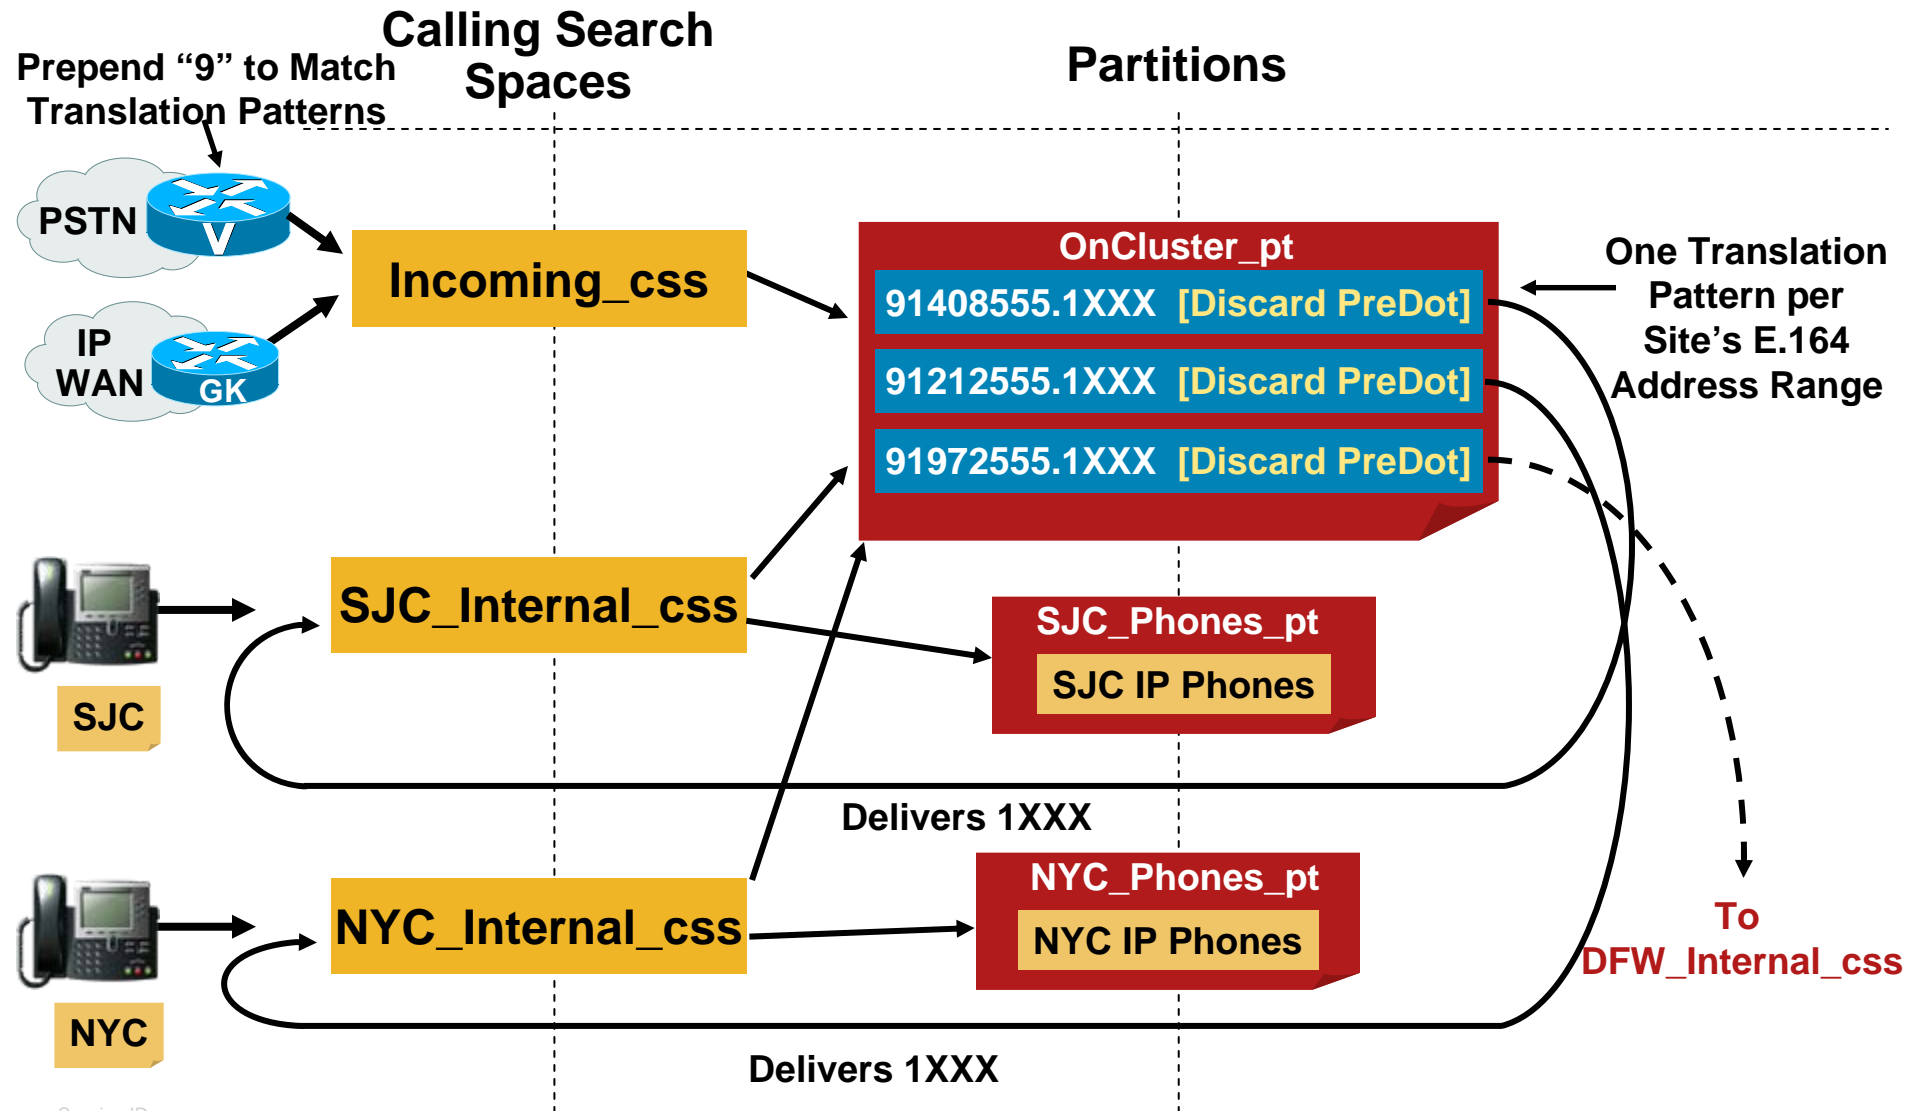 Calling Search
Spaces
Partitions
Prepend “9” to Match
Translation Patterns
PSTN
V
IP
WAN
GK
Incoming_css
OnCluster_pt
91408555.1XXX [Discard PreDot]
91212555.1XXX [Discard PreDot]
91972555.1XXX [Discard PreDot]
One Translation
Pattern per
Site’s E.164
Address Range
SJC_Internal_css
SJC_Phones_pt
SJC IP Phones
SJC
Delivers 1XXX
NYC_Internal_css
NYC_Phones_pt
NYC IP Phones
To
DFW_Internal_css
NYC
Delivers 1XXX